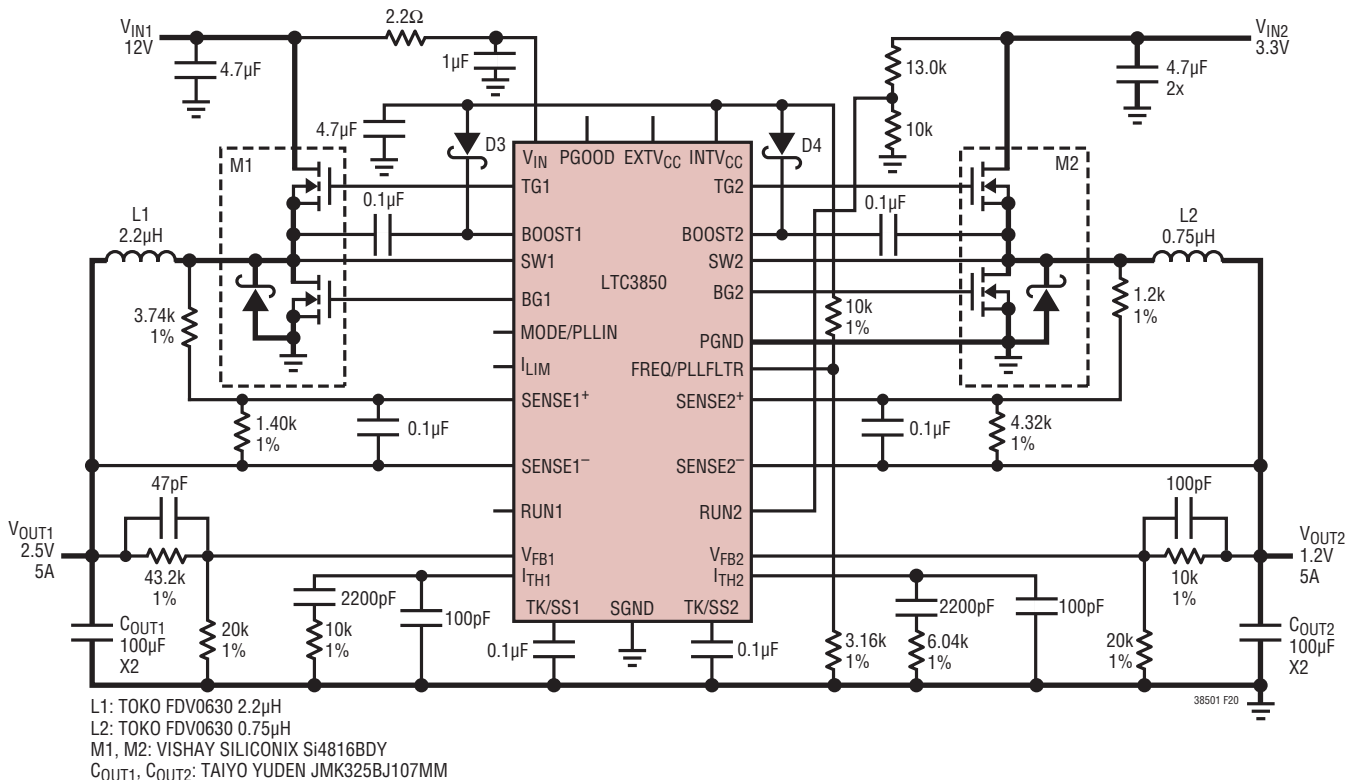 2.2Ω
VIN1
12V
VIN2
3.3V
4.7µF
1µF
13.0k
4.7µF
2x
4.7µF
D3
D4
10k
M1
VIN
PGOOD
EXTVCC
INTVCC
M2
TG1
TG2
0.1µF
0.1µF
L1
2.2µH
L2
0.75µH
BOOST1
BOOST2
SW1
SW2
LTC3850
BG1
BG2
3.74k
1%
10k
1%
1.2k
1%
MODE/PLLIN
PGND
ILIM
FREQ/PLLFLTR
SENSE1+
SENSE2+
1.40k
1%
0.1µF
0.1µF
4.32k
1%
SENSE1–
SENSE2–
47pF
100pF
RUN1
RUN2
VOUT1
2.5V
5A
VOUT2
1.2V
5A
VFB1
VFB2
43.2k
1%
10k
1%
ITH1
ITH2
2200pF
100pF
2200pF
100pF
TK/SS1
SGND
TK/SS2
COUT1
100µF
X2
20k
1%
10k
1%
0.1µF
0.1µF
3.16k
1%
6.04k
1%
20k
1%
COUT2
100µF
X2
38501 F20
L1: TOKO FDV0630 2.2µH
L2: TOKO FDV0630 0.75µH
M1, M2: VISHAY SILICONIX Si4816BDY
COUT1, COUT2: TAIYO YUDEN JMK325BJ107MM